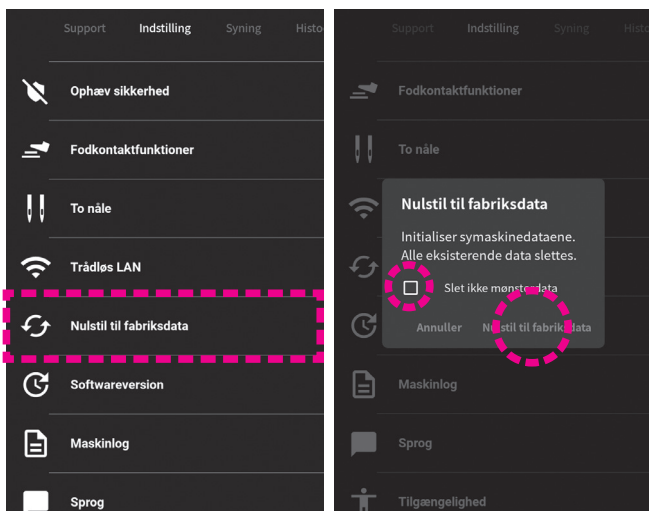 Support Indstilling Syning Histo
Ophæv sikkerhed
Fodkontaktfunktioner
To nåle
Trådløs LAN
Nulstil til fabriksdata
Softwareversion
Maskinlog
Sprog
Support Indstilling Syning Histo
Fodkontaktfunktioner
To nåle
Nulstil til fabriksdata
Initialiser symaskinedataene.
Alle eksisterende data slettes.
Slet ikke mønsterdata
Annuller Nulstil til fabriksdata
Maskinlog
Sprog
Tilgængelighed